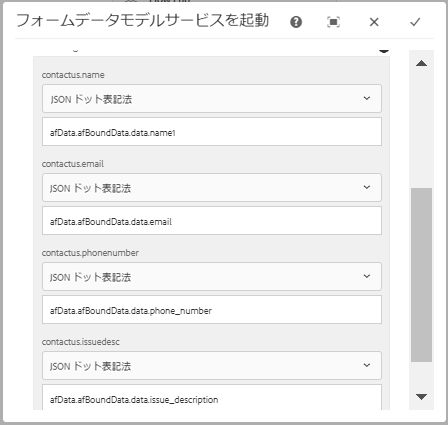 フォームデータモデルサービスを起動
contactus.name
JSON ドット表記法
afData.afBoundData.data.name1
contactus.email
JSON ドット表記法
afData.afBoundData.data.email
contactus.phonenumber
JSON ドット表記法
afData.afBoundData.data.phone_number
contactus.issuedesc
JSON ドット表記法
afData.afBoundData.data.issue_description